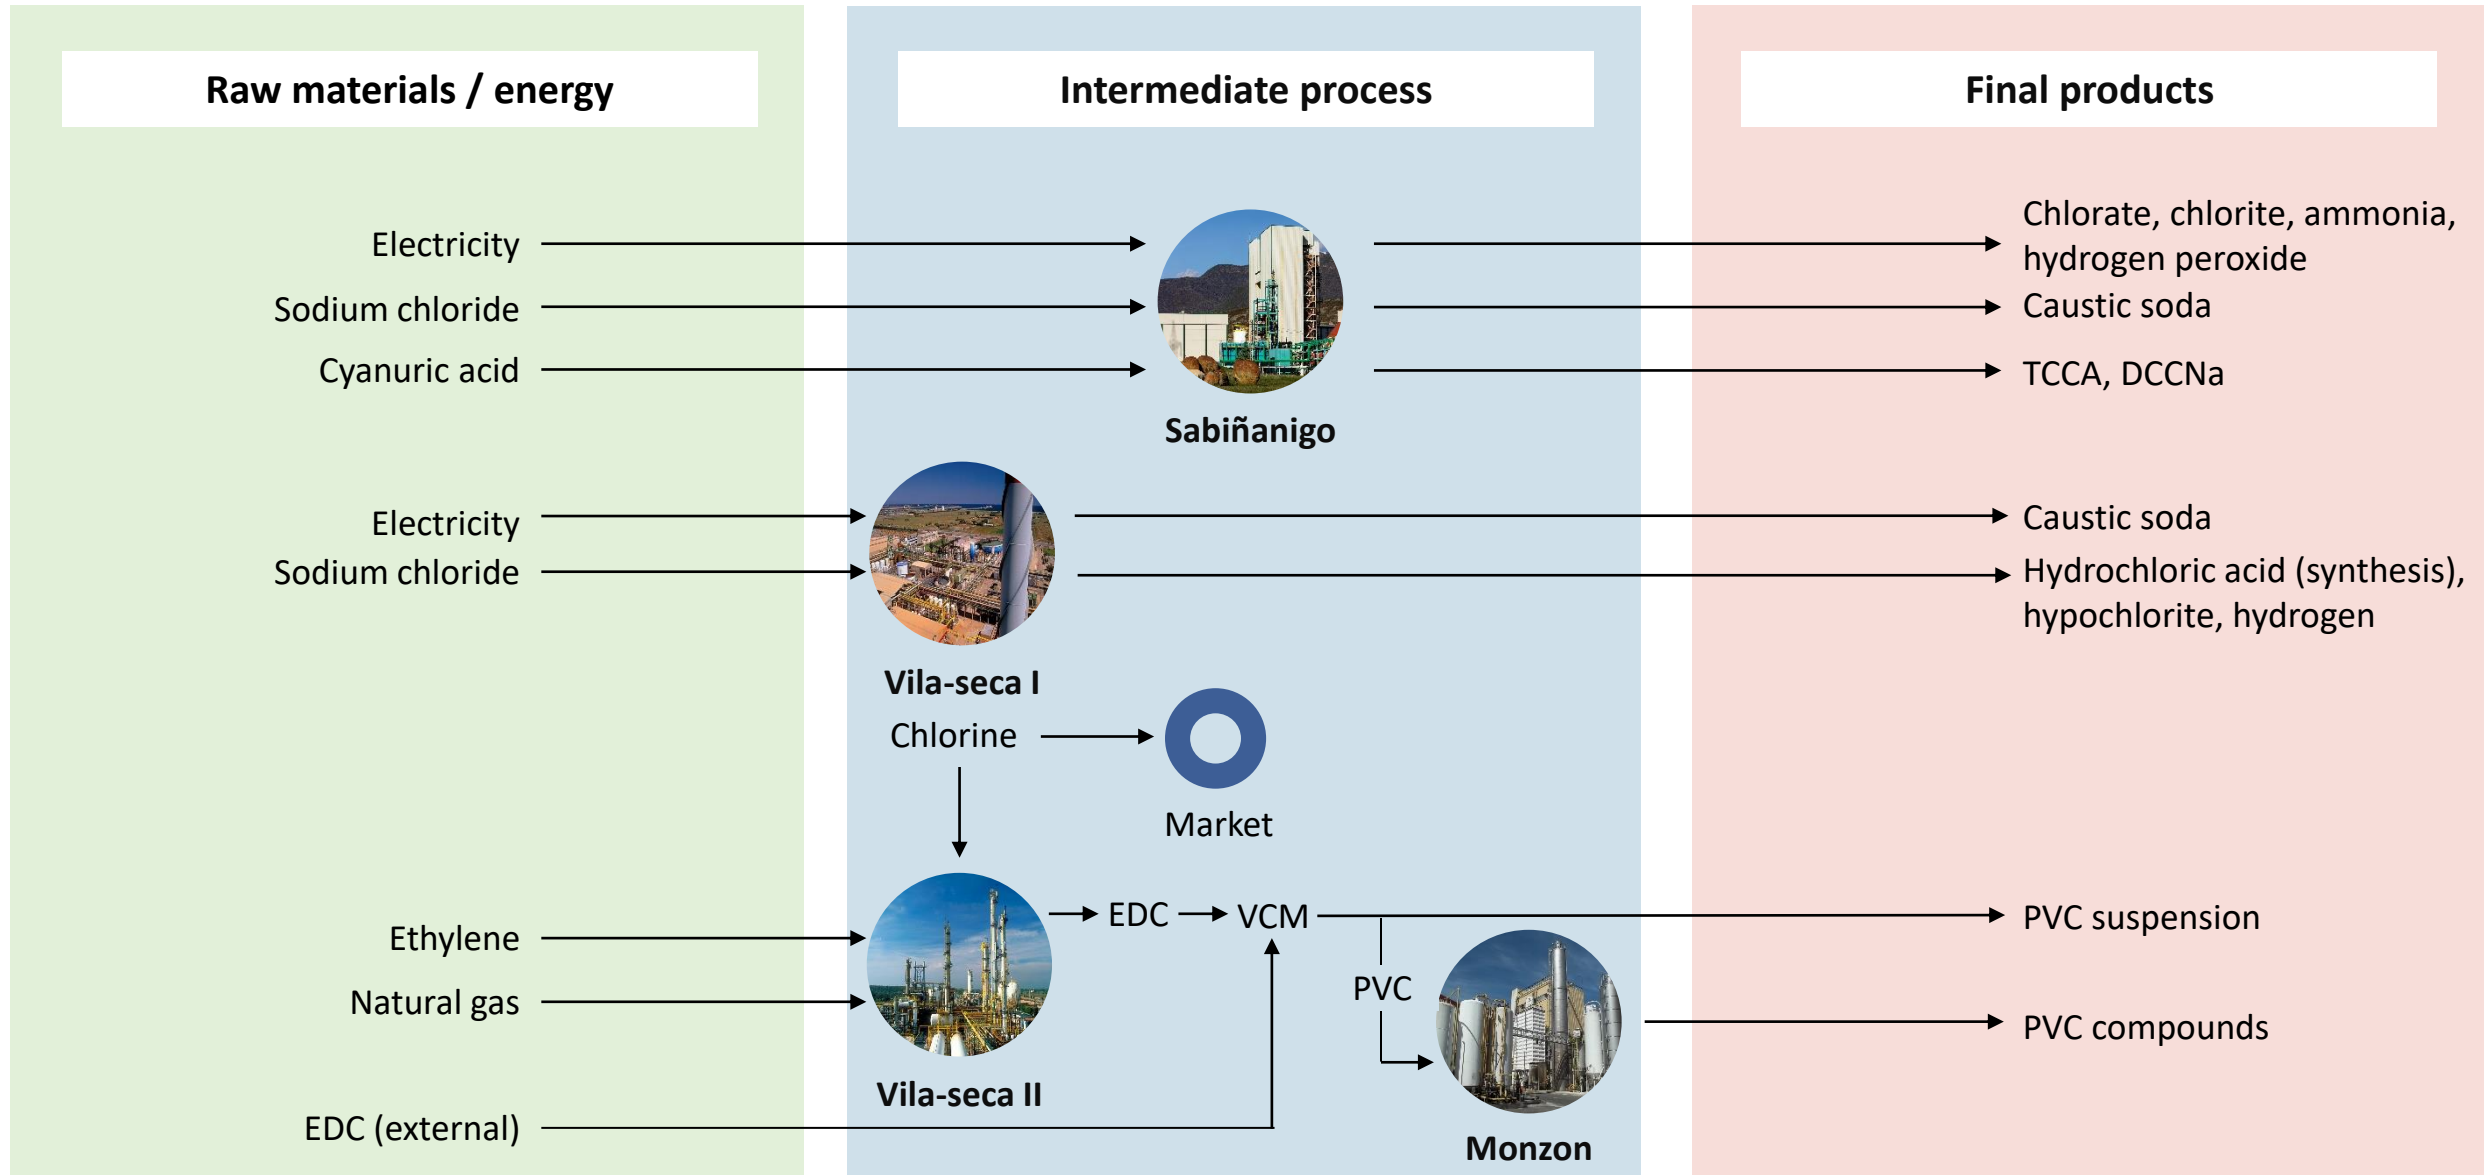 Raw materials / energy
Intermediate process
Final products
Electricity
Sodium chloride
Cyanuric acid
Sabiñanigo
Chlorate, chlorite, ammonia,
hydrogen peroxide
Caustic soda
TCCA, DCCNa
Electricity
Sodium chloride
Vila-seca I
Caustic soda
Hydrochloric acid (synthesis),
hypochlorite, hydrogen
Chlorine
Market
Ethylene
Natural gas
EDC (external)
Vila-seca II
EDC
VCM
PVC
Monzon
PVC suspension
PVC compounds